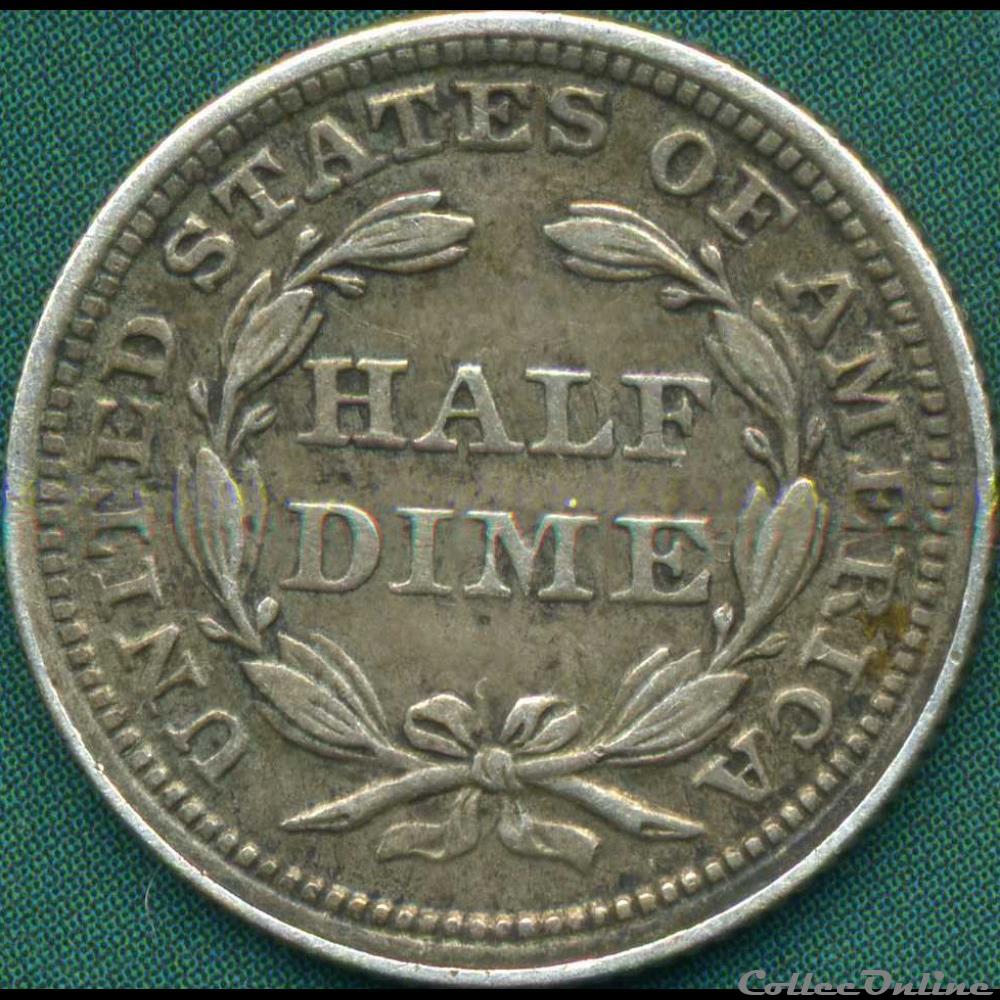 UNITED STATES OF AMERICA
HALF
DIME
CollecOnline